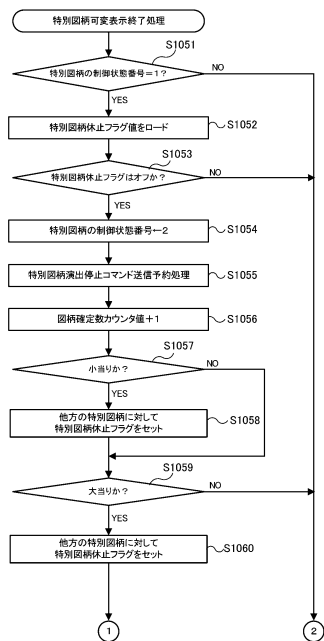 特別図柄可変表示終了処理
S1051
特別図柄の制御状態番号=1?
NO
YES
特別図柄休止フラグ値をロード
S1052
S1053
特別図柄休止フラグはオフか?
NO
YES
特別図柄の制御状態番号←2
S1054
特別図柄演出停止コマンド送信予約処理
S1055
図柄確定数カウンタ値+1
S1056
S1057
小当りか?
NO
YES
他方の特別図柄に対して
特別図柄休止フラグをセット
S1058
S1059
大当りか?
NO
YES
他方の特別図柄に対して
特別図柄休止フラグをセット
S1060
1
2